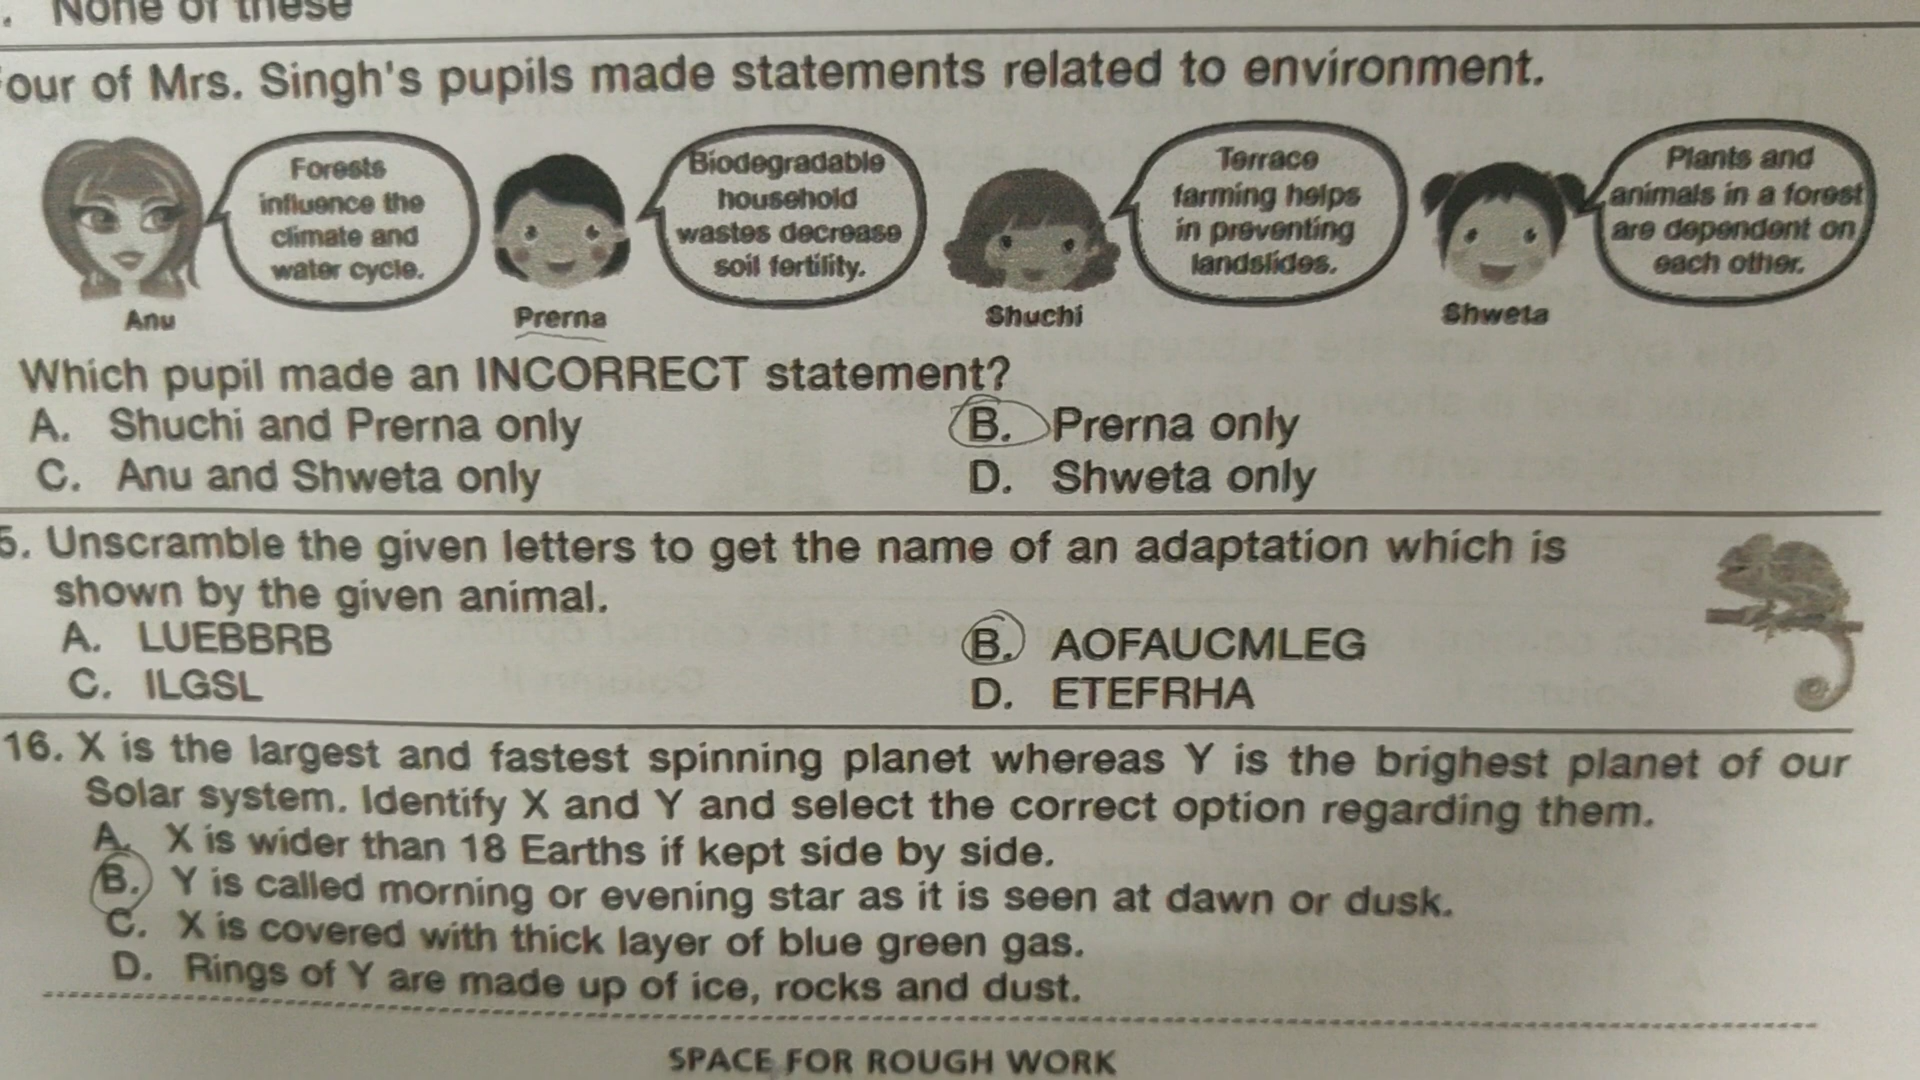 . None of these
our of Mrs. Singh's pupils made statements related to environment.
Forests
influence the
climate and
water cycle.
Anu
Biodegradable
household
wastes decrease
soil fertility.
Prerna
Terrace
farming helps
in preventing
landslides.
Shuchi
Plants and
animals in a forest
are dependent on
each other.
Shweta
Which pupil made an INCORRECT statement?
A. Shuchi and Prerna only
B. Prerna only
C. Anu and Shweta only
D. Shweta only
5. Unscramble the given letters to get the name of an adaptation which is
shown by the given animal.
A. LUEBBRB
B. AOFAUCMLEG
C. ILGSL
D. ETEFRHA
16. X is the largest and fastest spinning planet whereas Y is the brighest planet of our
Solar system. Identify X and Y and select the correct option regarding them.
A. X is wider than 18 Earths if kept side by side.
B. Y is called morning or evening star as it is seen at dawn or dusk.
C. X is covered with thick layer of blue green gas.
D. Rings of Y are made up of ice, rocks and dust.
SPACE FOR ROUGH WORK